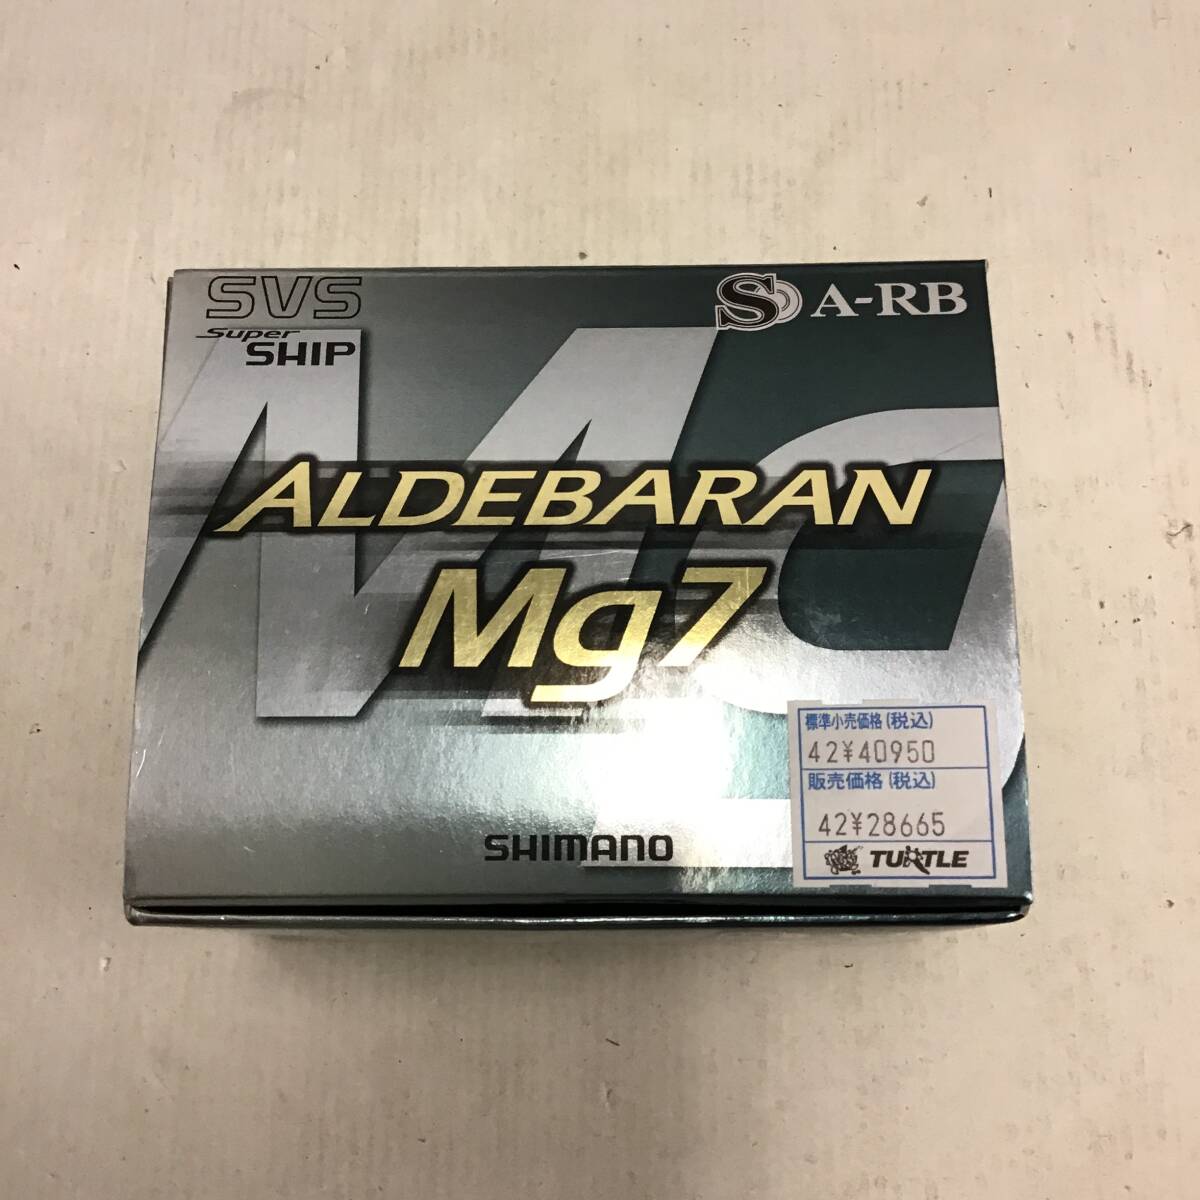 SVS
Super
SHIP
S A-RB
ALDEBARAN
Mg7
SHIMANO
標準小売価格(税込)
42¥40950
販売価格(税込)
42¥28665
TURTLE
Mg